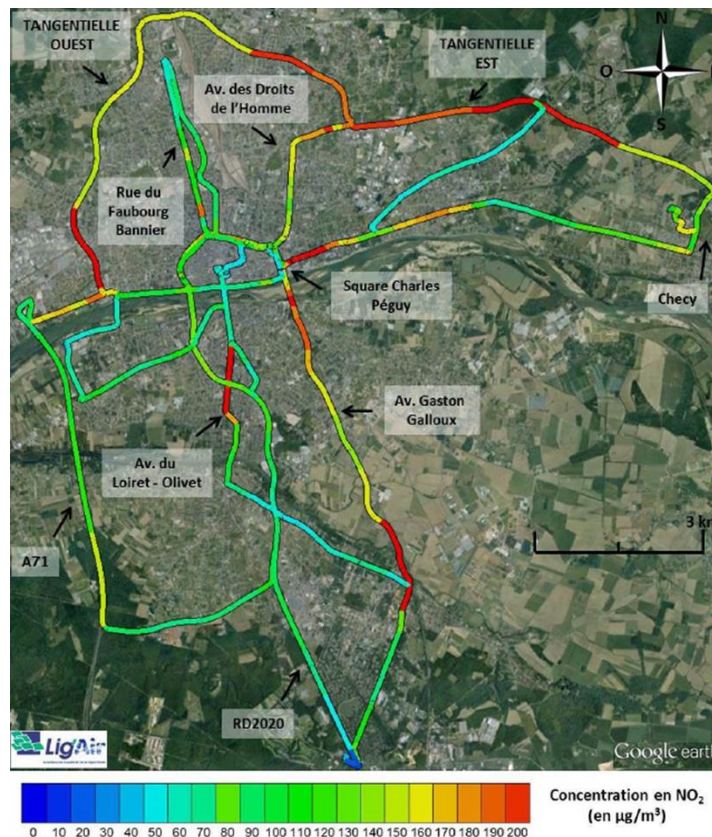 TANGENTIELLE
OUEST
N
TANGENTIELLE
EST
O
S
Av. des Droits
de l'Homme
Rue du
Faubourg
Bannier
Square Charles
Péguy
Checy
Av. Gaston
Galloux
Av. du
Loiret - Olivet
3 km
A71
RD2020
Lig'Air
Google earth
0 10 20 30 40 50 60 70 80 90 100 110 120 130 140 150 160 170 180 190 200
Concentration en NO₂
(en µg/m³)